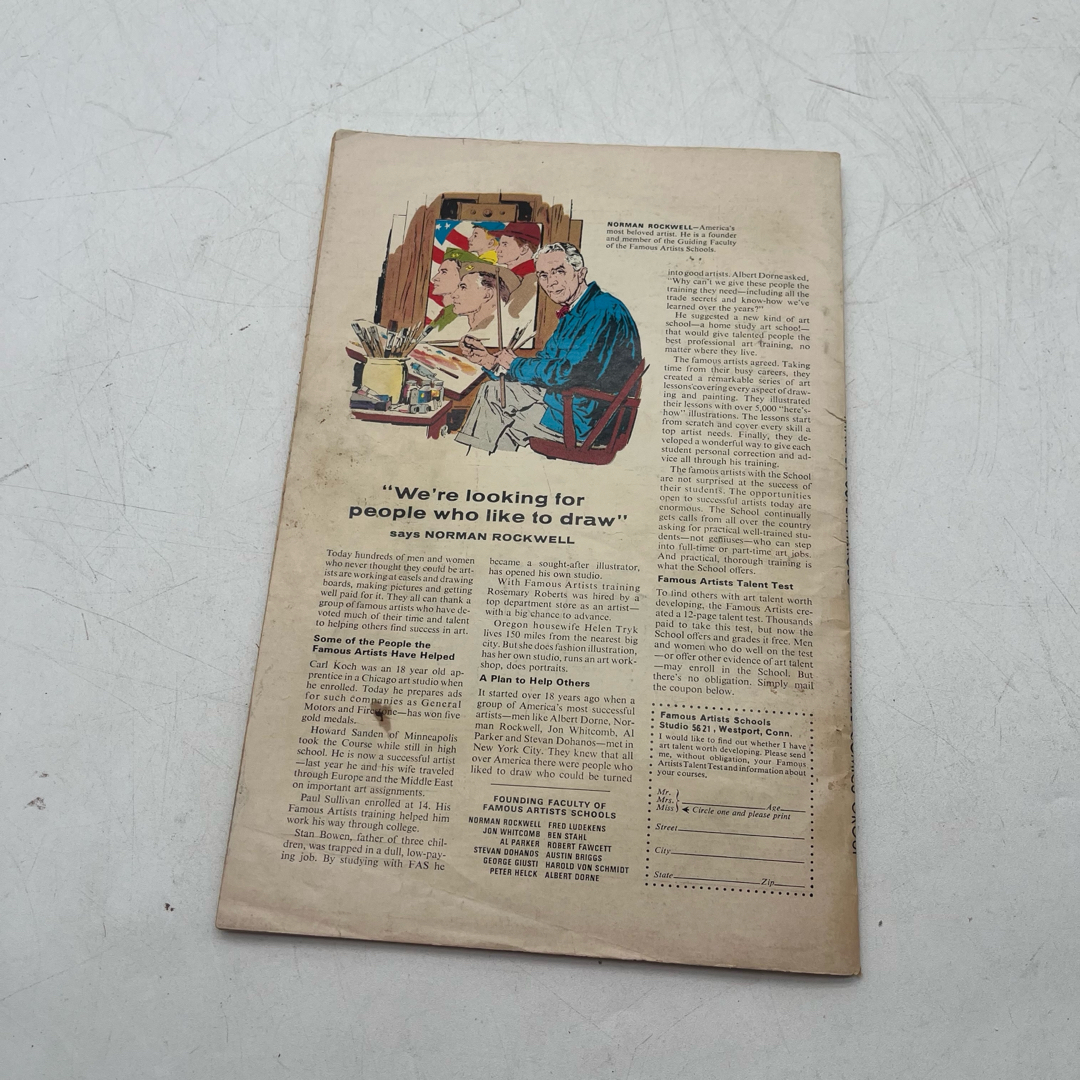 NORMAN ROCKWELL—America's
most beloved artist. He is a founder
and member of the Guiding Faculty
of the Famous Artists Schools.
"We're looking for
people who like to draw"
says NORMAN ROCKWELL
Today hundreds of men and women
who never thought they could be art-
ists are working at easels and drawing
boards, making pictures and getting
well paid for it. They all can thank a
group of famous artists who have de-
voted much of their time and talent
to helping others find success in art.
Some of the People the
Famous Artists Have Helped
Carl Koch was an 18 year old ap-
prentice in a Chicago art studio when
he enrolled. Today he prepares ads
for such companies as General
Motors and Firestone—has won five
gold medals.
Howard Sanden of Minneapolis
took the Course while still in high
school. He is now a successful artist
—last year he and his wife traveled
through Europe and the Middle East
on important art assignments.
Paul Sullivan enrolled at 14. His
Famous Artists training helped him
work his way through college.
Stan Bowen, father of three chil-
dren, was trapped in a dull, low-pay-
ing job. By studying with FAS he
became a sought-after illustrator,
has opened his own studio.
With Famous Artists training
Rosemary Roberts was hired by a
top department store as an artist—
with a big chance to advance.
Oregon housewife Helen Tryk
lives 150 miles from the nearest big
city. But she does fashion illustration,
has her own studio, runs an art work-
shop, does portraits.
A Plan to Help Others
It started over 18 years ago when a
group of America's most successful
artists—men like Albert Dorne, Nor-
man Rockwell, Jon Whitcomb, Al
Parker and Stevan Dohanos—met in
New York City. They knew that all
over America there were people who
liked to draw who could be turned
into good artists. Albert Dorne asked,
"Why can't we give these people the
training they need—including all the
trade secrets and know-how we've
learned over the years?"
He suggested a new kind of art
school—a home study art school—
that would give talented people the
best professional art training, no
matter where they live.
The famous artists agreed. Taking
time from their busy careers, they
created a remarkable series of art
lessons covering every aspect of draw-
ing and painting. They illustrated
their lessons with over 5,000 "here's-
how" illustrations. The lessons start
from scratch and cover every skill a
top artist needs. Finally, they de-
veloped a wonderful way to give each
student personal correction and ad-
vice all through his training.
The famous artists with the School
are not surprised at the success of
their students. The opportunities
open to successful artists today are
enormous. The School continually
gets calls from all over the country
asking for practical well-trained stu-
dents—not geniuses—who can step
into full-time or part-time art jobs.
And practical, thorough training is
what the School offers.
Famous Artists Talent Test
To find others with art talent worth
developing, the Famous Artists cre-
ated a 12-page talent test. Thousands
paid to take this test, but now the
School offers and grades it free. Men
and women who do well on the test
—or offer other evidence of art talent
—may enroll in the School. But
there's no obligation. Simply mail
the coupon below.
FOUNDING FACULTY OF
FAMOUS ARTISTS SCHOOLS
NORMAN ROCKWELL FRED LUDEKENS
JON WHITCOMB BEN STAHL
AL PARKER ROBERT FAWCETT
STEVAN DOHANOS AUSTIN BRIGGS
GEORGE GIUSTI HAROLD VON SCHMIDT
PETER HELCK ALBERT DORNE
Famous Artists Schools
Studio 5621, Westport, Conn.
I would like to find out whether I have
art talent worth developing. Please send
me, without obligation, your Famous
Artists Talent Test and information about
your courses.
Mr.
Mrs.
Miss Age
Circle one and please print
Street
City
State Zip